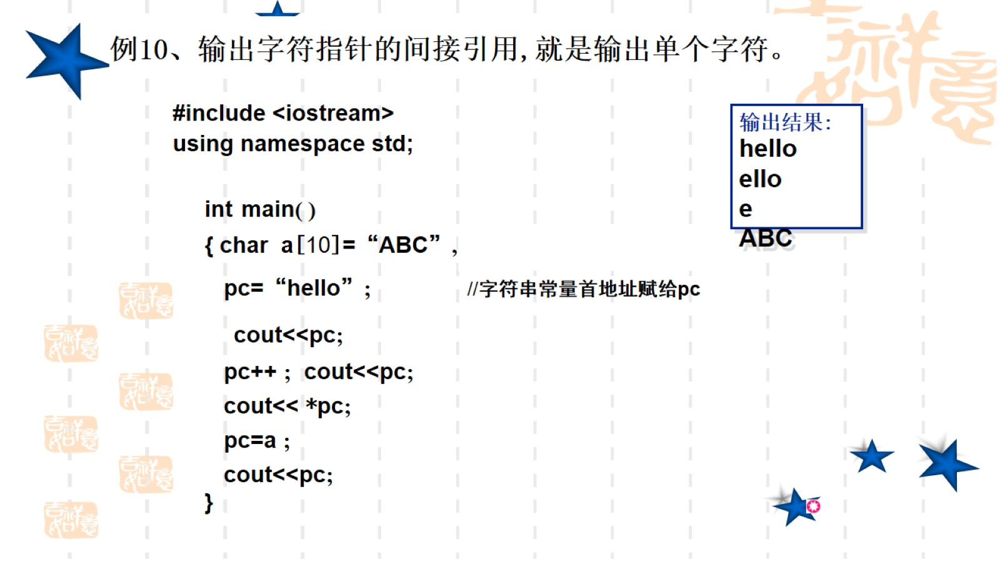 例10、输出字符指针的间接引用,就是输出单个字符。
#include <iostream>
using namespace std;
int main()
{ char  a[10]= “ABC” ,
pc= “hello” ;  //字符串常量首地址赋给pc
cout<<pc;
pc++ ;  cout<<pc;
cout<< *pc;
pc=a ;
cout<<pc;
}
输出结果:
hello
ello
e
ABC